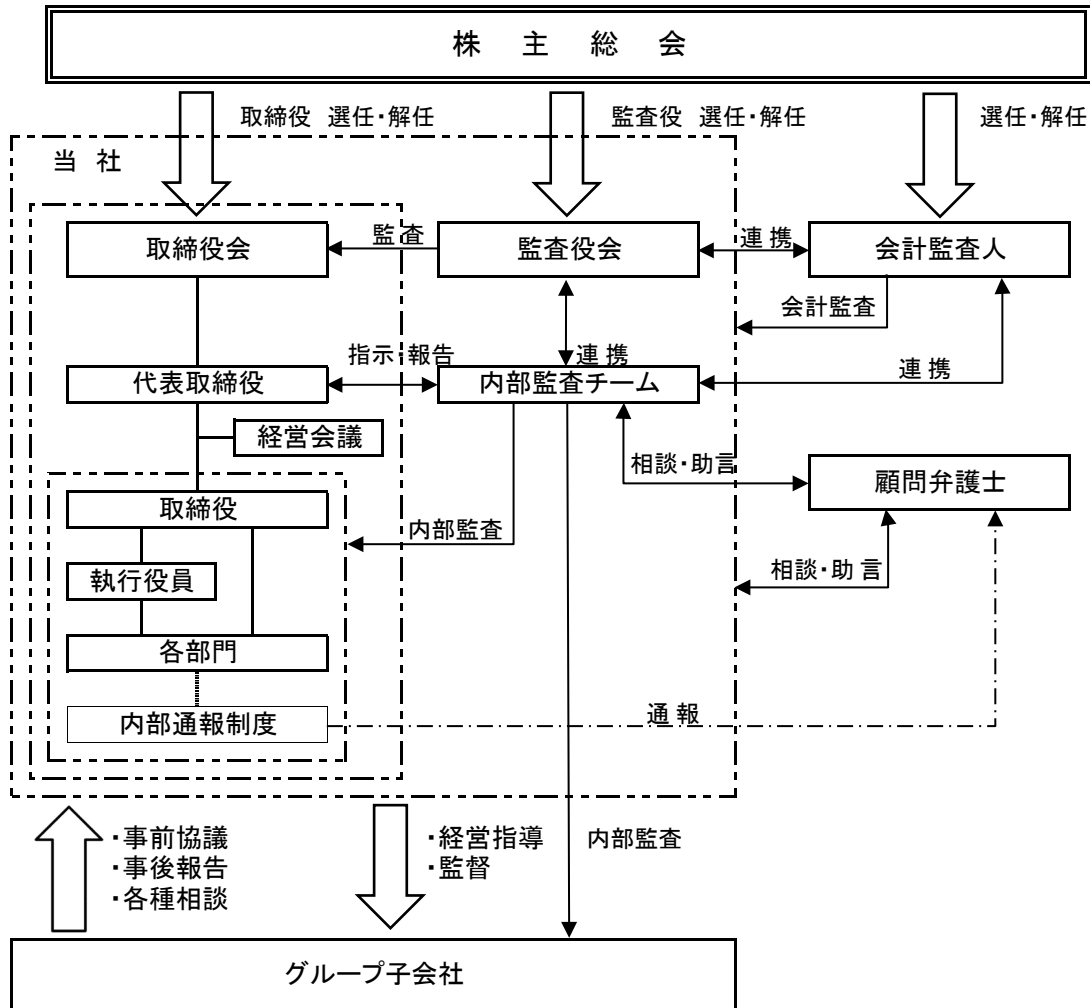 株 主 総 会
取締役 選任・解任
監査役 選任・解任
選任・解任
当 社
取締役会
監 査
監査役会
連 携
会計監査人
会計監査
指示・報告
連 携
連 携
代表取締役
内部監査チーム
経営会議
相談・助言
顧問弁護士
取締役
内部監査
執行役員
相談・助 言
各部門
内部通報制度
通 報
・事前協議
・事後報告
・各種相談
・経営指導
・監督
内部監査
グループ子会社